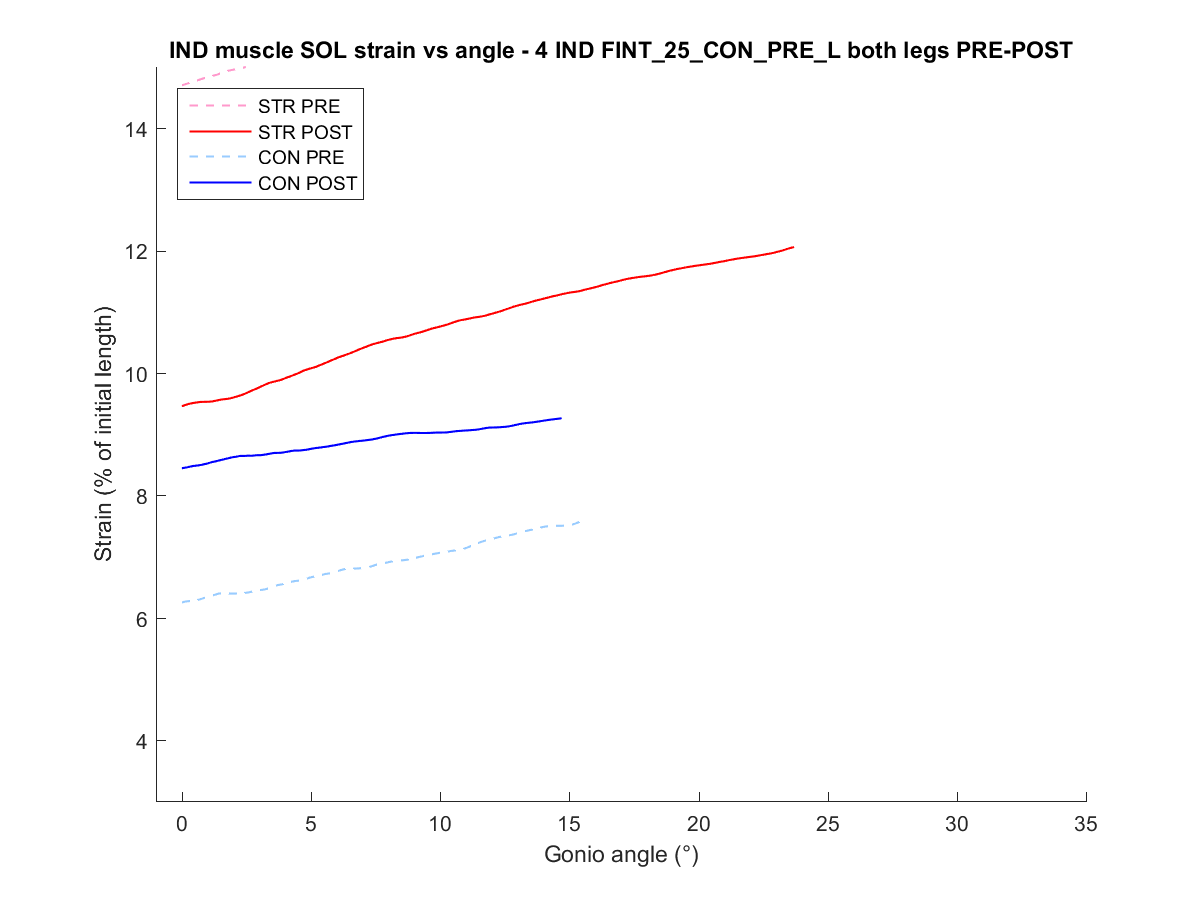 IND muscle SOL strain vs angle - 4 IND FINT_25_CON_PRE_L both legs PRE-POST
STR PRE
STR POST
CON PRE
CON POST
14
12
10
8
6
4
Strain (% of initial length)
0 5 10 15 20 25 30 35
Gonio angle (°)